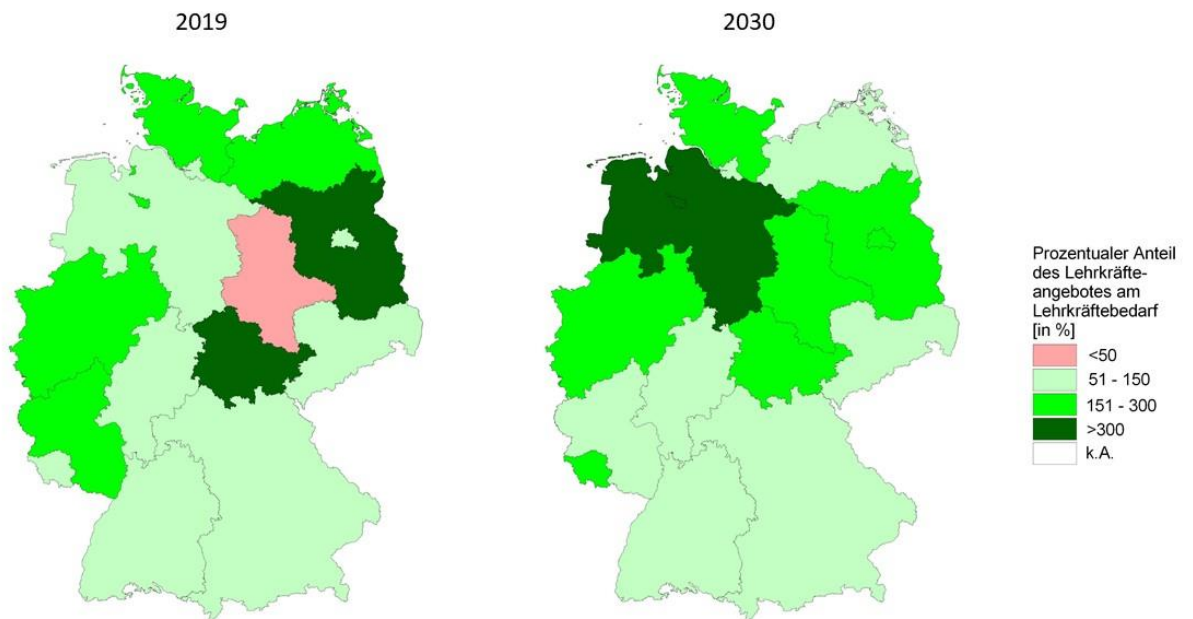 2019
2030
Prozentualer Anteil
des Lehrkräfte-
angebotes am
Lehrkräftebedarf
[in %]
<50
51 - 150
151 - 300
>300
k.A.